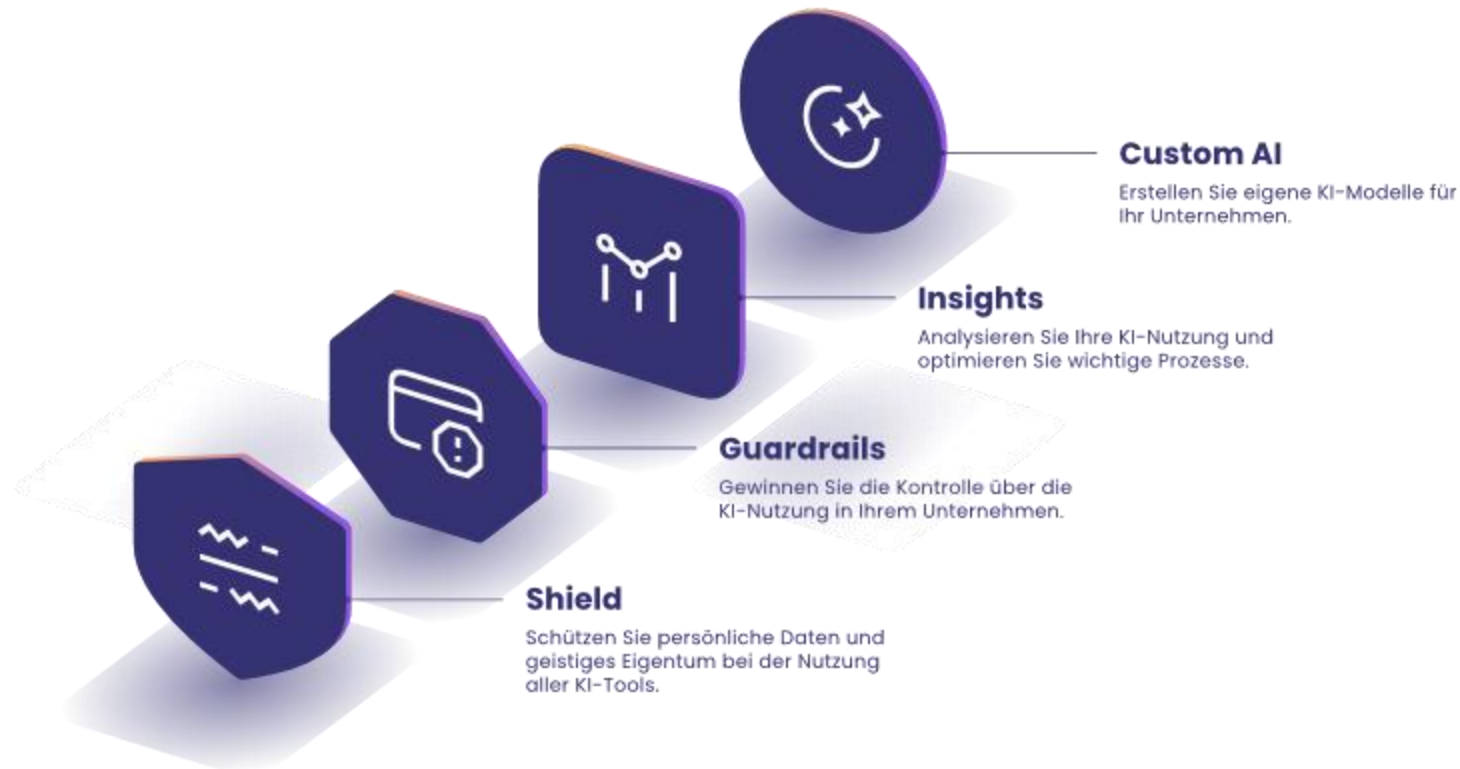 Custom AI
Erstellen Sie eigene KI-Modelle für
Ihr Unternehmen.
Insights
Analysieren Sie Ihre KI-Nutzung und
optimieren Sie wichtige Prozesse.
Guardrails
Gewinnen Sie die Kontrolle über die
KI-Nutzung in Ihrem Unternehmen.
Shield
Schützen Sie persönliche Daten und
geistiges Eigentum bei der Nutzung
aller KI-Tools.